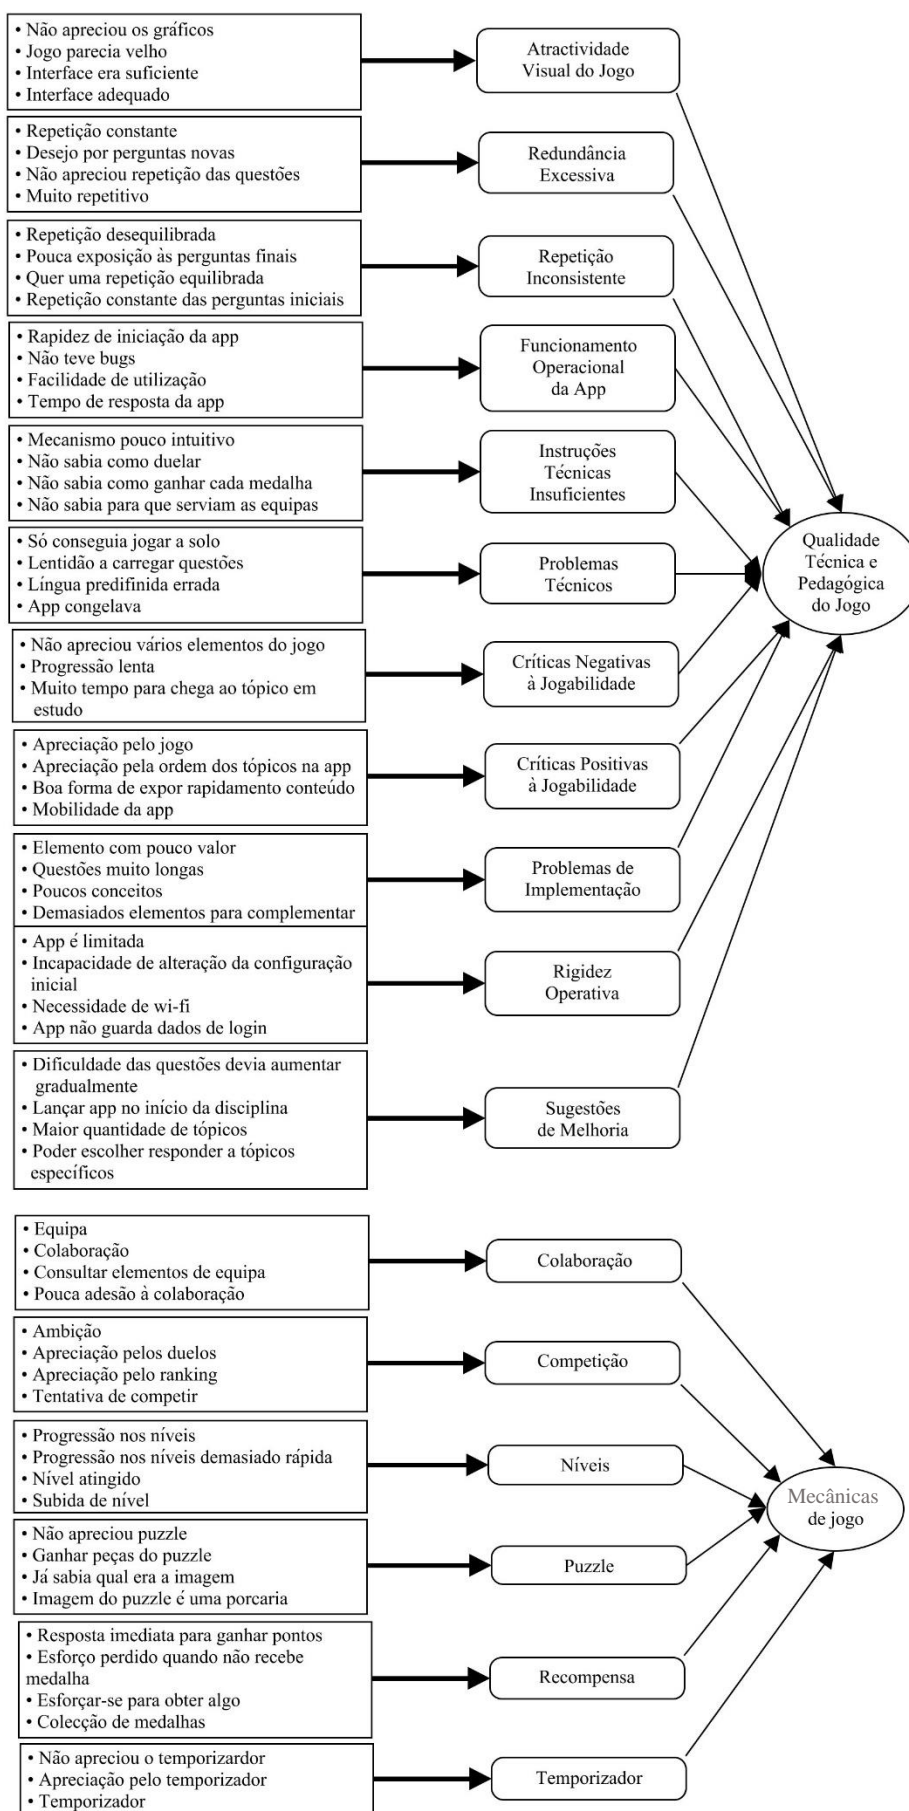 • Não apreciou os gráficos
• Jogo parecia velho
• Interface era suficiente
• Interface adequado
Atractividade
Visual do Jogo
• Repetição constante
• Desejo por perguntas novas
• Não apreciou repetição das questões
• Muito repetitivo
Redundância
Excessiva
• Repetição desequilibrada
• Pouca exposição às perguntas finais
• Quer uma repetição equilibrada
• Repetição constante das perguntas iniciais
Repetição
Inconsistente
• Rapidez de iniciação da app
• Não teve bugs
• Facilidade de utilização
• Tempo de resposta da app
Funcionamento
Operacional
da App
• Mecanismo pouco intuitivo
• Não sabia como duelar
• Não sabia como ganhar cada medalha
• Não sabia para que serviam as equipas
Instruções
Técnicas
Insuficientes
• Só conseguia jogar a solo
• Lentidão a carregar questões
• Língua predifinida errada
• App congelava
Problemas
Técnicos
Qualidade
Técnica e
Pedagógica
do Jogo
• Não apreciou vários elementos do jogo
• Progressão lenta
• Muito tempo para chega ao tópico em
estudo
Críticas Negativas
à Jogabilidade
• Apreciação pelo jogo
• Apreciação pela ordem dos tópicos na app
• Boa forma de expor rapidamento conteúdo
• Mobilidade da app
Críticas Positivas
à Jogabilidade
• Elemento com pouco valor
• Questões muito longas
• Poucos conceitos
• Demasiados elementos para complementar
Problemas de
Implementação
• App é limitada
• Incapacidade de alteração da configuração
inicial
• Necessidade de wi-fi
• App não guarda dados de login
Rigidez
Operativa
• Dificuldade das questões devia aumentar
gradualmente
• Lançar app no início da disciplina
• Maior quantidade de tópicos
• Poder escolher responder a tópicos
específicos
Sugestões
de Melhoria
• Equipa
• Colaboração
• Consultar elementos de equipa
• Pouca adesão à colaboração
Colaboração
• Ambição
• Apreciação pelos duelos
• Apreciação pelo ranking
• Tentativa de competir
Competição
• Progressão nos níveis
• Progressão nos níveis demasiado rápida
• Nível atingido
• Subida de nível
Níveis
Mecânicas
de jogo
• Não apreciou puzzle
• Ganhar peças do puzzle
• Já sabia qual era a imagem
• Imagem do puzzle é uma porcaria
Puzzle
• Resposta imediata para ganhar pontos
• Esforço perdido quando não recebe
medalha
• Esforçar-se para obter algo
• Colecção de medalhas
Recompensa
• Não apreciou o temporizardor
• Apreciação pelo temporizador
• Temporizador
Temporizador